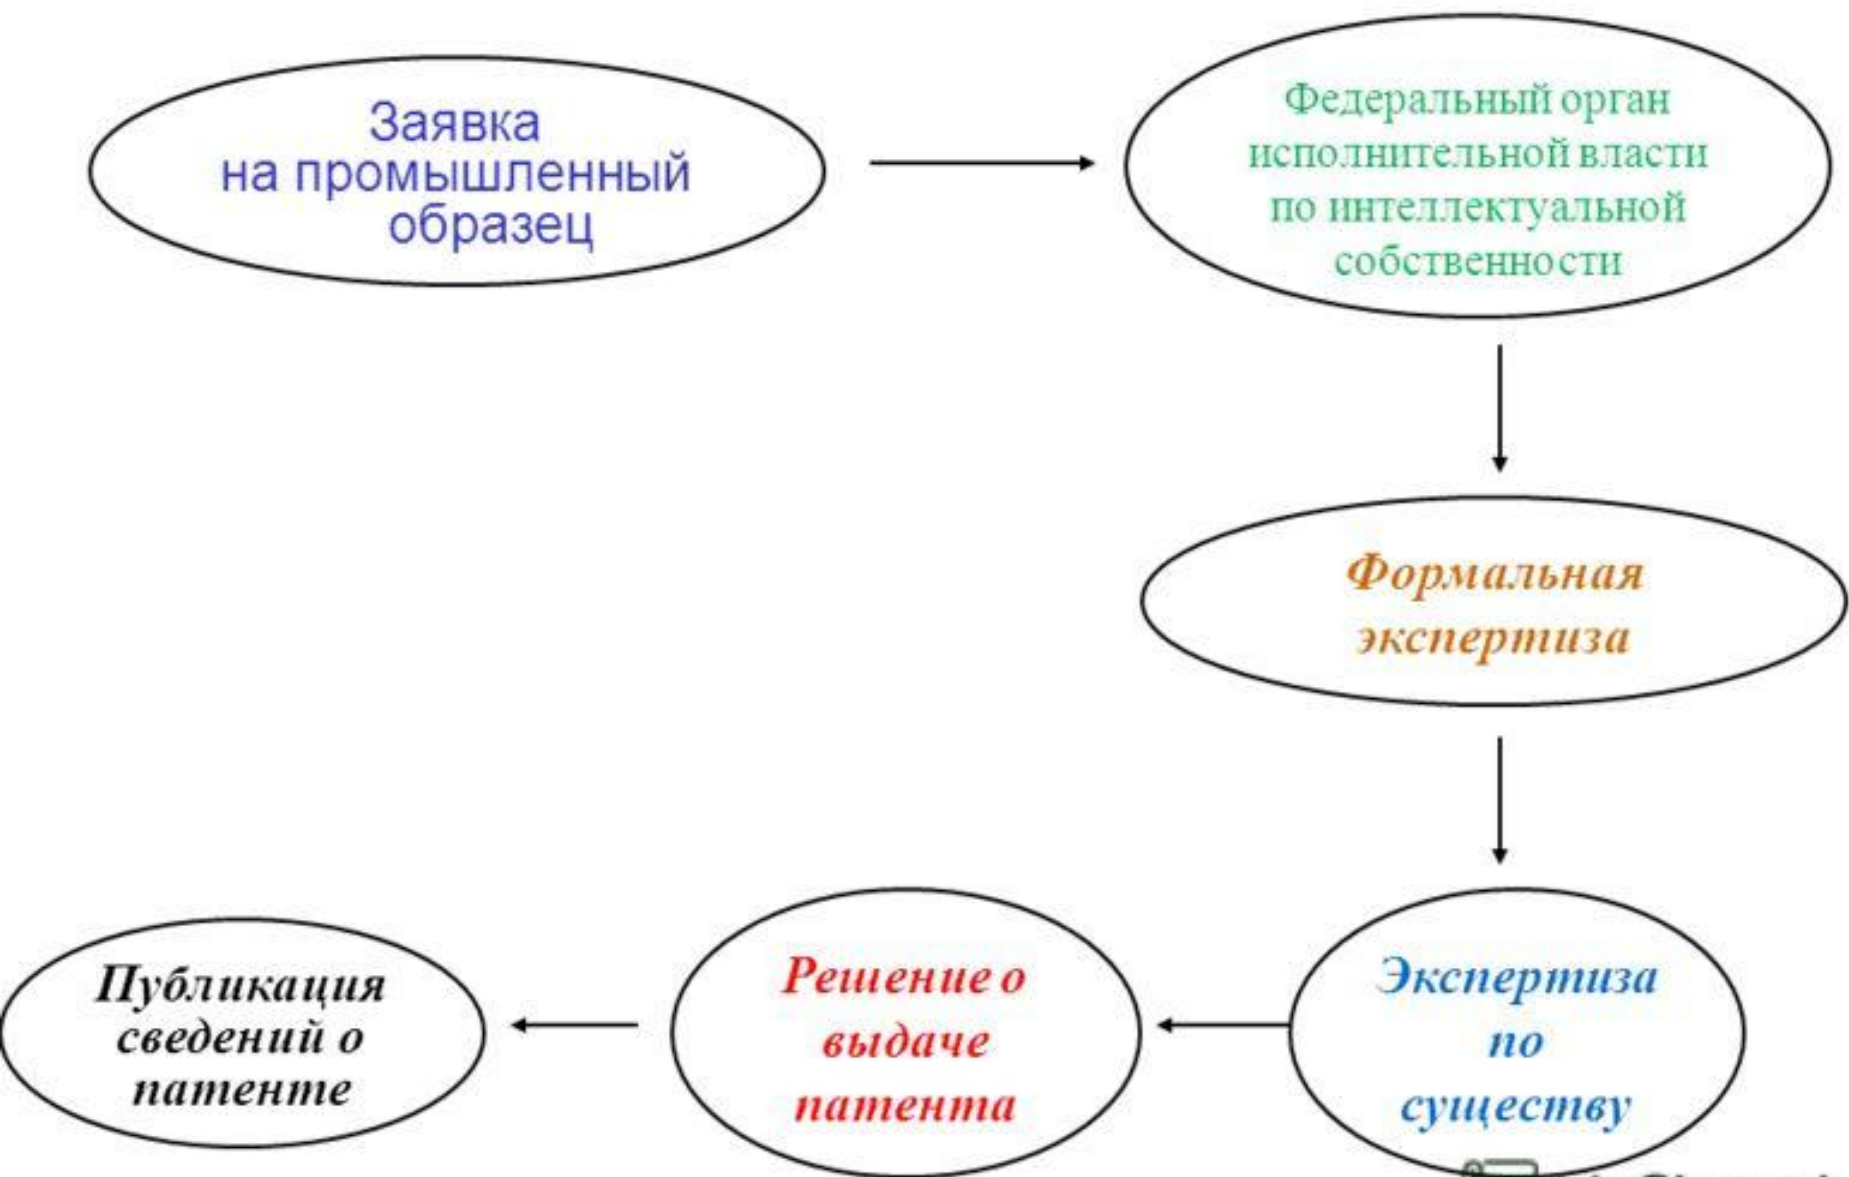 Заявка
на промышленный
образец
Федеральный орган
исполнительной власти
по интеллектуальной
собственности
Формальная
экспертиза
Экспертиза
по
существу
Решение о
выдаче
патента
Публикация
сведений о
патенте